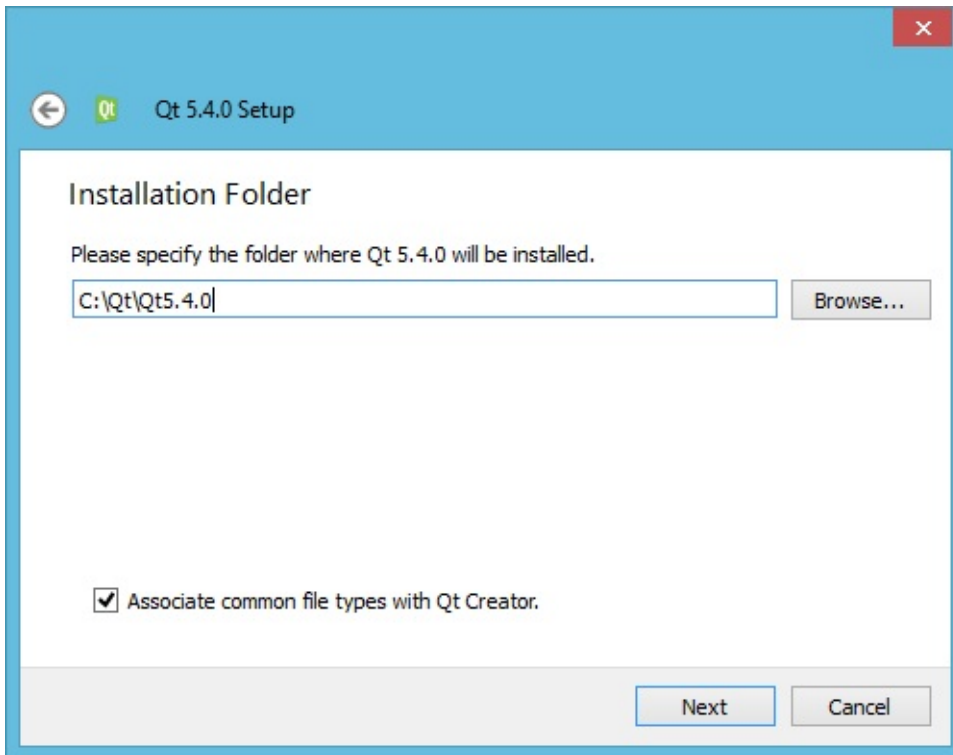 Qt Qt 5.4.0 Setup
Installation Folder
Please specify the folder where Qt 5.4.0 will be installed.
C:\Qt\Qt5.4.0 Browse...
Associate common file types with Qt Creator.
Next Cancel